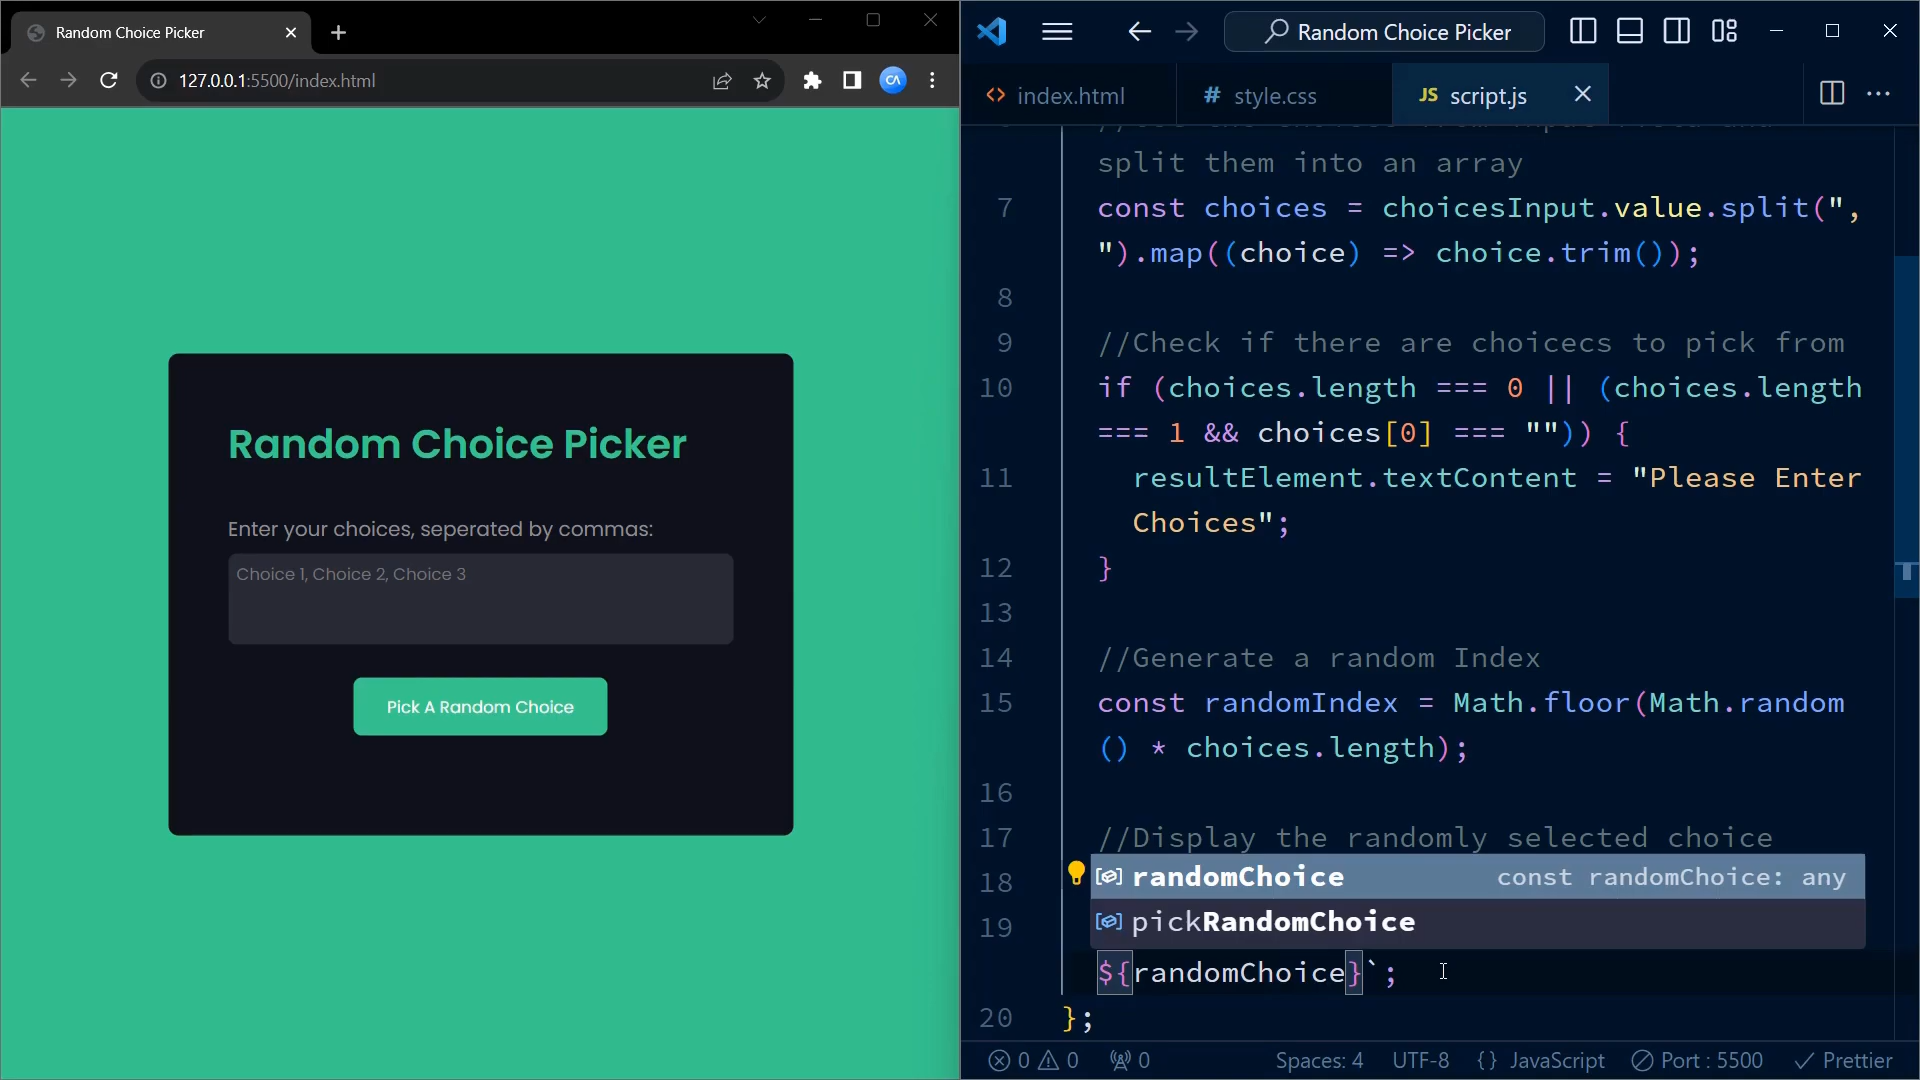 Random Choice Picker
127.0.0.1:5500/index.html
CA
Random Choice Picker
Enter your choices, seperated by commas:
Choice 1, Choice 2, Choice 3
Pick A Random Choice
Random Choice Picker
<> index.html
# style.css
JS script.js
split them into an array
7 const choices = choicesInput.value.split(",
").map((choice) => choice.trim());
8
9 //Check if there are choicecs to pick from
10 if (choices.length === 0 || (choices.length
=== 1 && choices[0] === "")) {
11 resultElement.textContent = "Please Enter
Choices";
12 }
13
14 //Generate a random Index
15 const randomIndex = Math.floor(Math.random
() * choices.length);
16
17 //Display the randomly selected choice
18 randomChoice const randomChoice: any
19 pickRandomChoice
${randomChoice}`;
20 };
0 0 0 Spaces: 4 UTF-8 {} JavaScript Port : 5500 Prettier